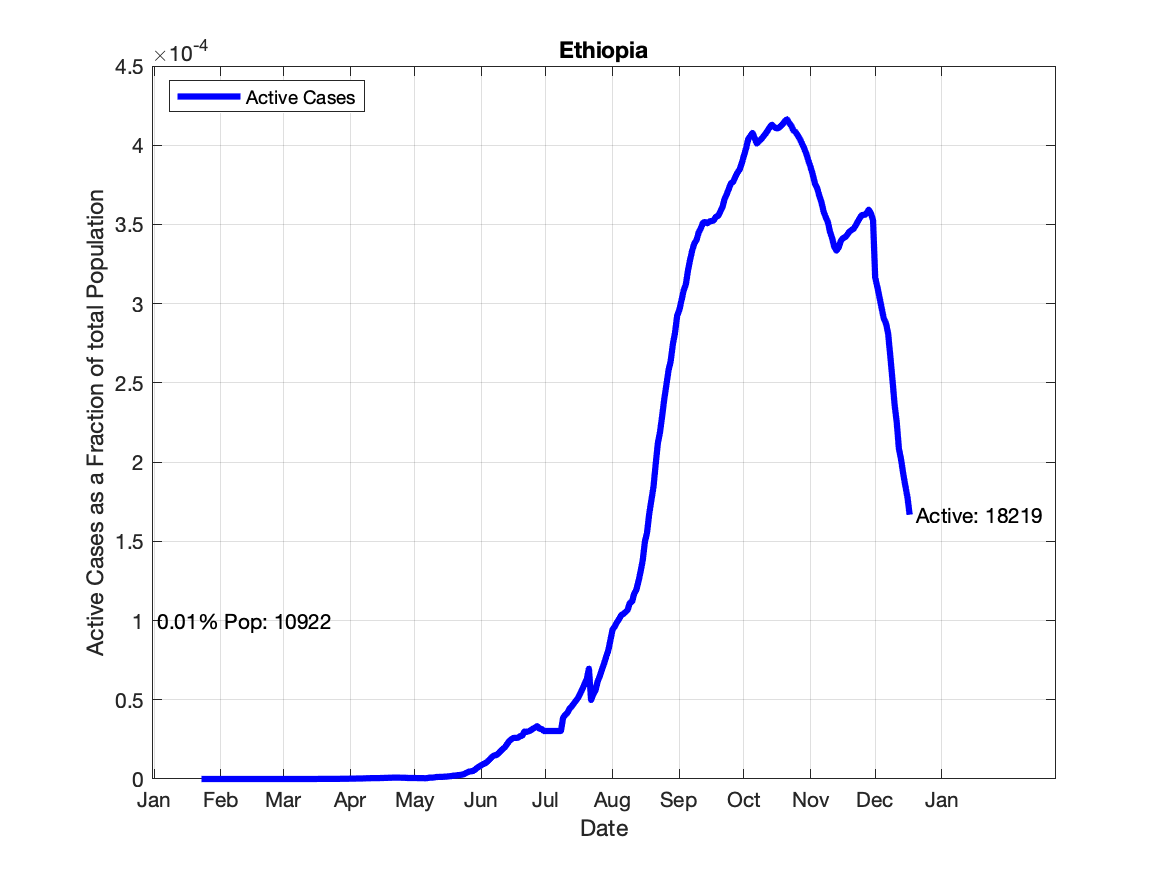 Ethiopia
×10-4
Active Cases
4.5
4
3.5
3
2.5
2
1.5
1
0.5
0
Active Cases as a Fraction of total Population
0.01% Pop: 10922
Active: 18219
Jan Feb Mar Apr May Jun Jul Aug Sep Oct Nov Dec Jan
Date